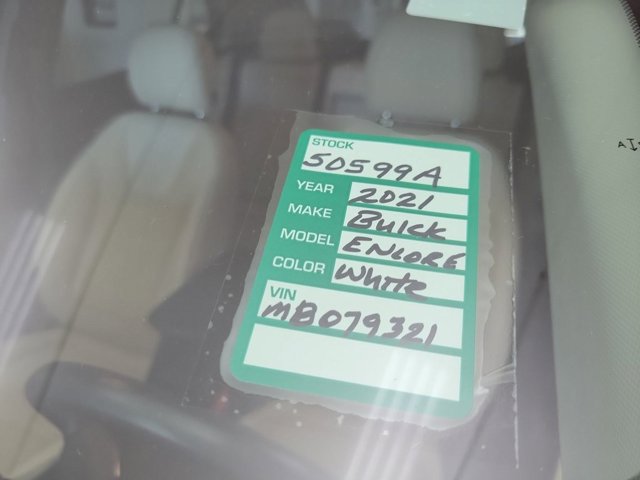 STOCK
50599A
YEAR 2021
MAKE Buick
MODEL ENCORE
COLOR White
VIN
MB079321